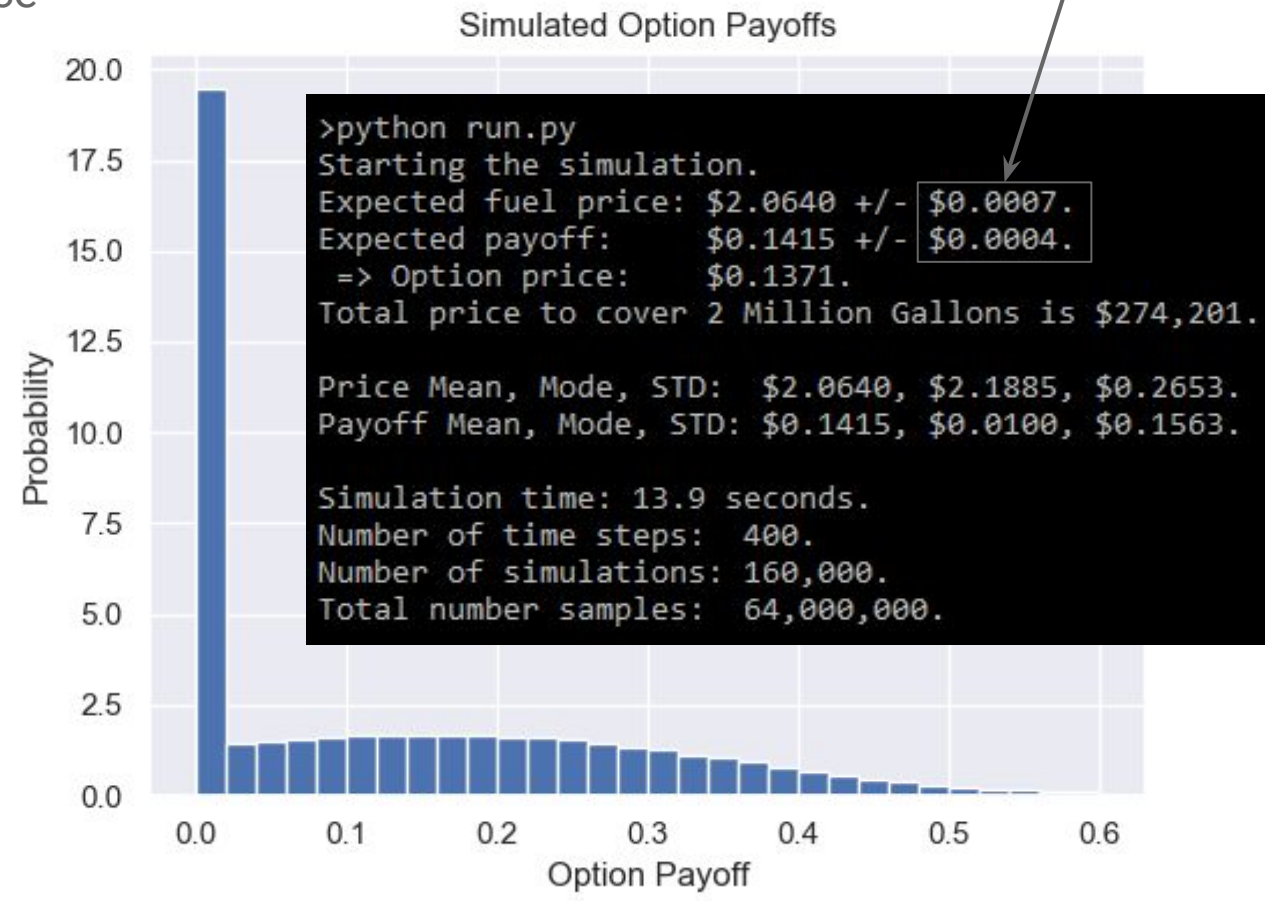 Simulated Option Payoffs
20.0
17.5
15.0
12.5
10.0
7.5
5.0
2.5
0.0
Probability
>python run.py
Starting the simulation.
Expected fuel price: $2.0640 +/- $0.0007.
Expected payoff:     $0.1415 +/- $0.0004.
 => Option price:    $0.1371.
Total price to cover 2 Million Gallons is $274,201.
Price Mean, Mode, STD:  $2.0640, $2.1885, $0.2653.
Payoff Mean, Mode, STD: $0.1415, $0.0100, $0.1563.
Simulation time: 13.9 seconds.
Number of time steps:  400.
Number of simulations: 160,000.
Total number samples:  64,000,000.
0.0 0.1 0.2 0.3 0.4 0.5 0.6
Option Payoff